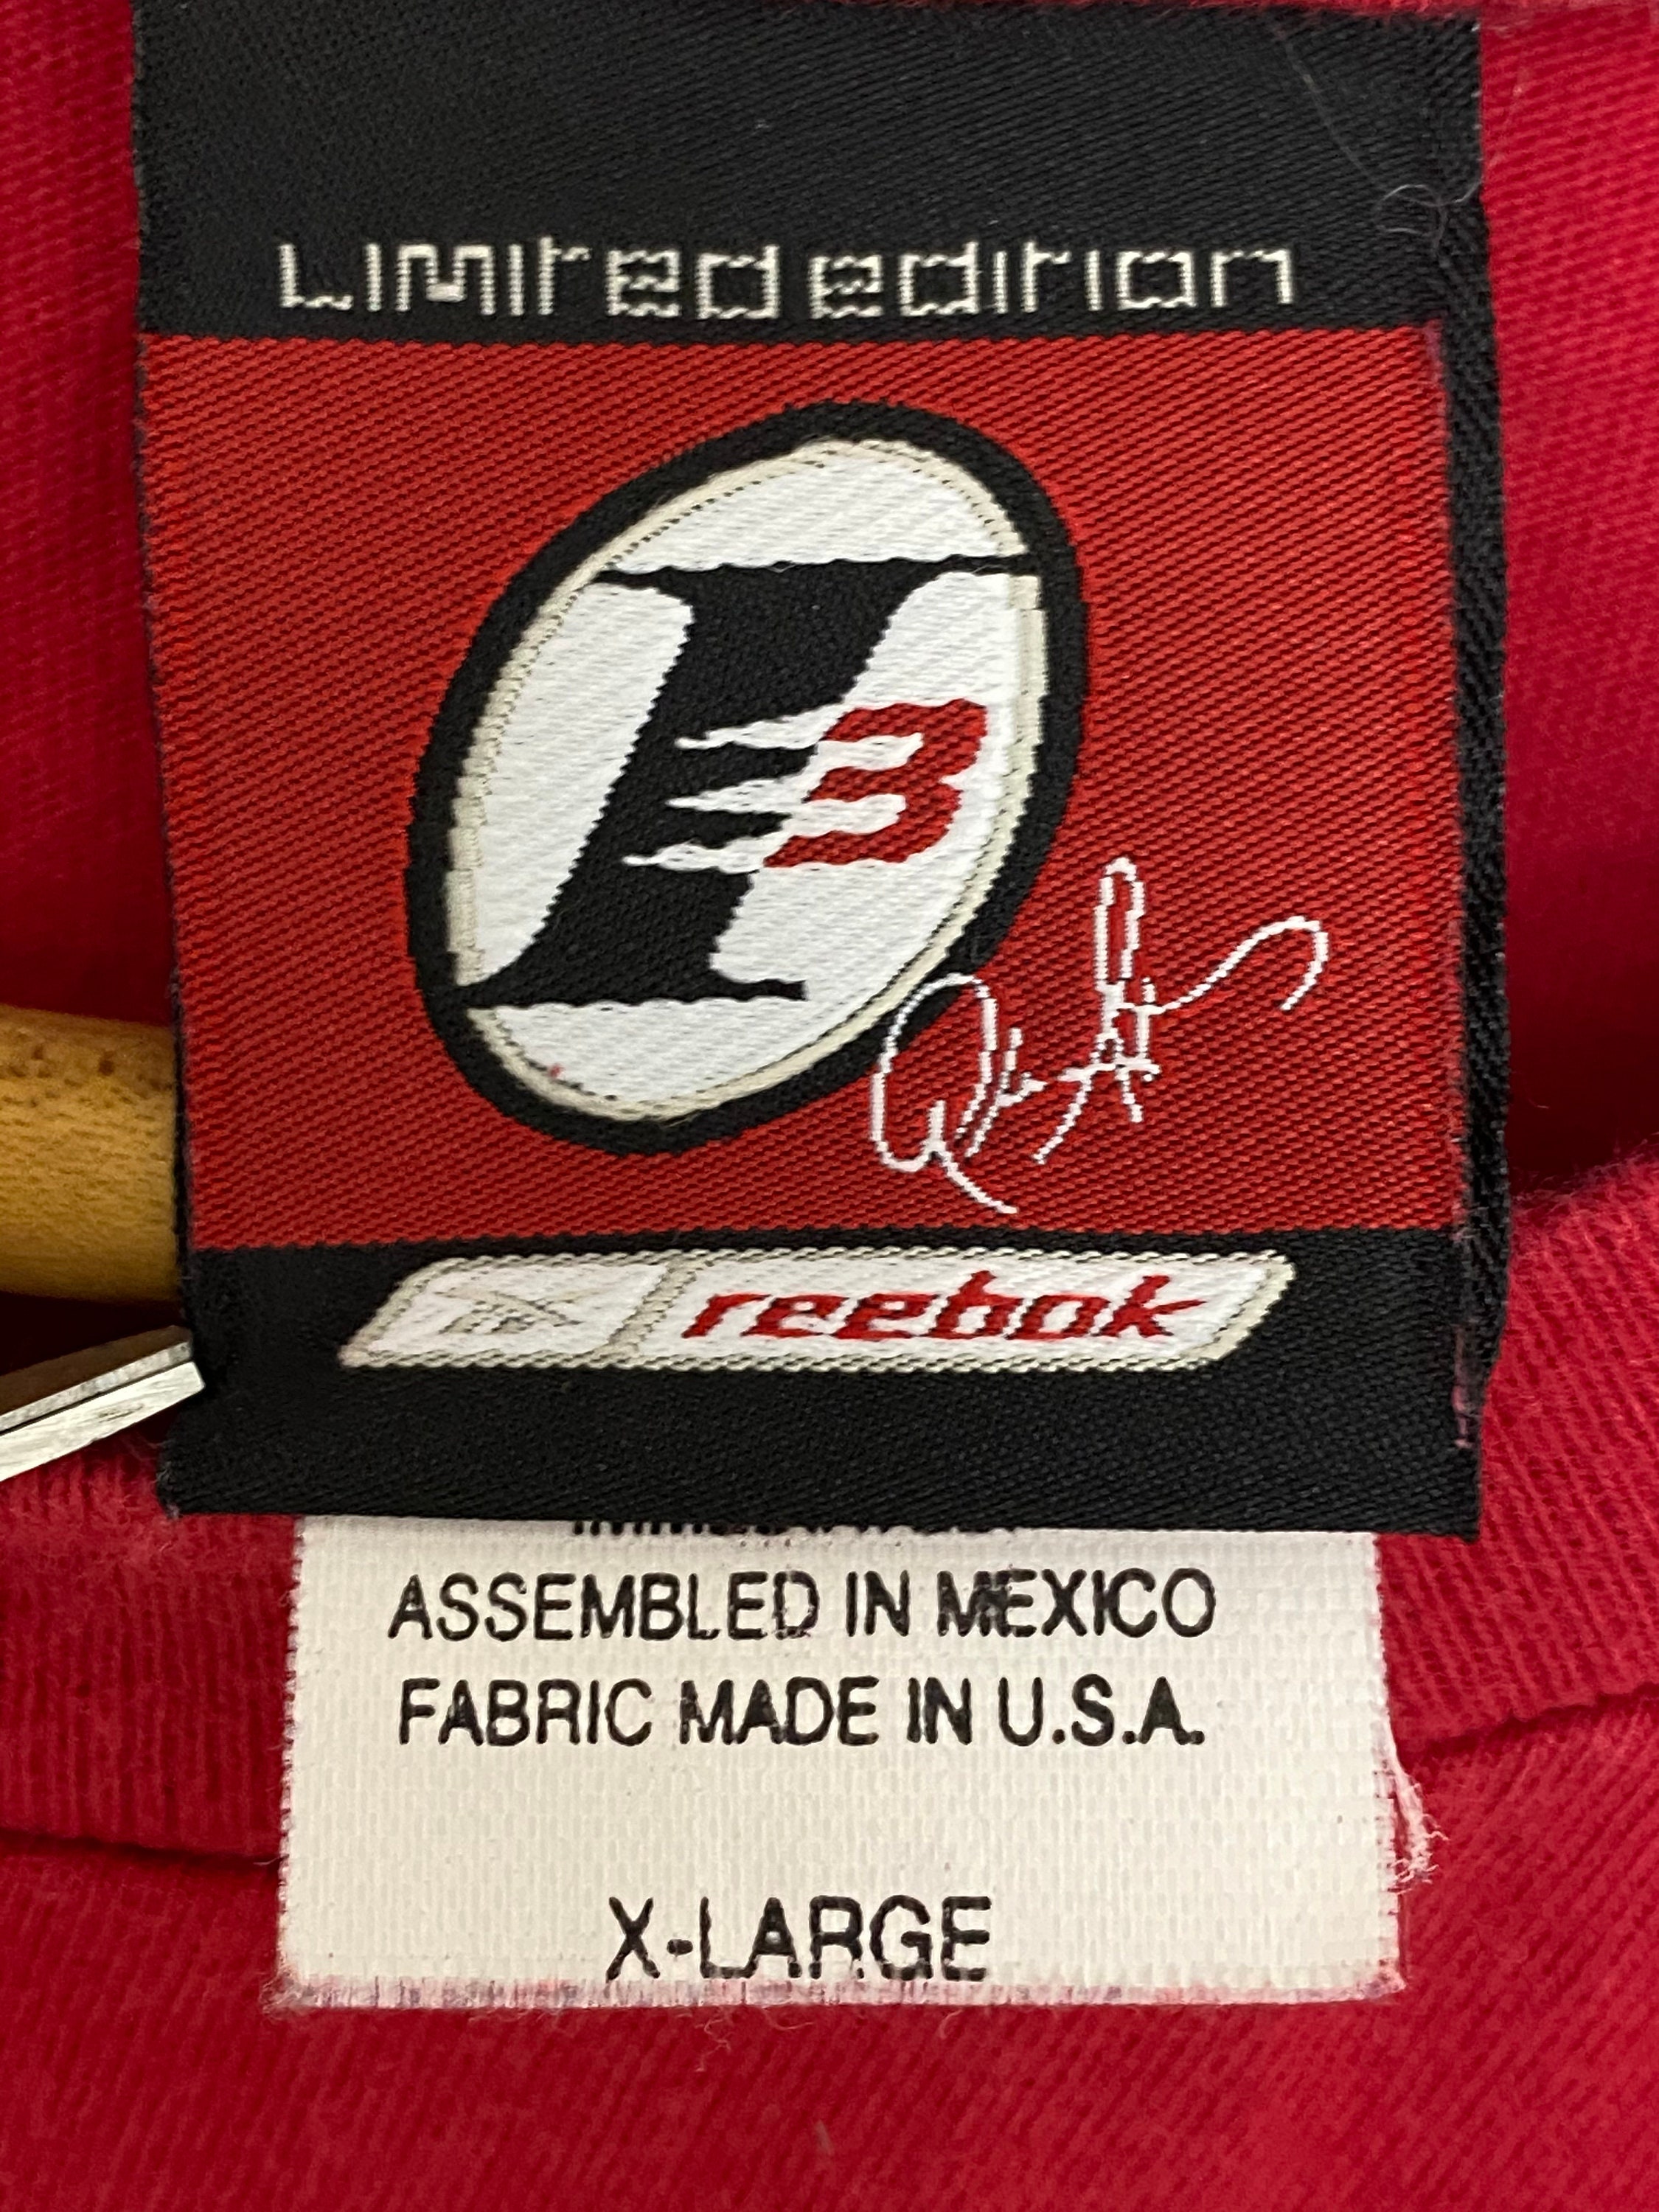 Limited edition
I3
reebok
ASSEMBLED IN MEXICO
FABRIC MADE IN U.S.A.
X-LARGE